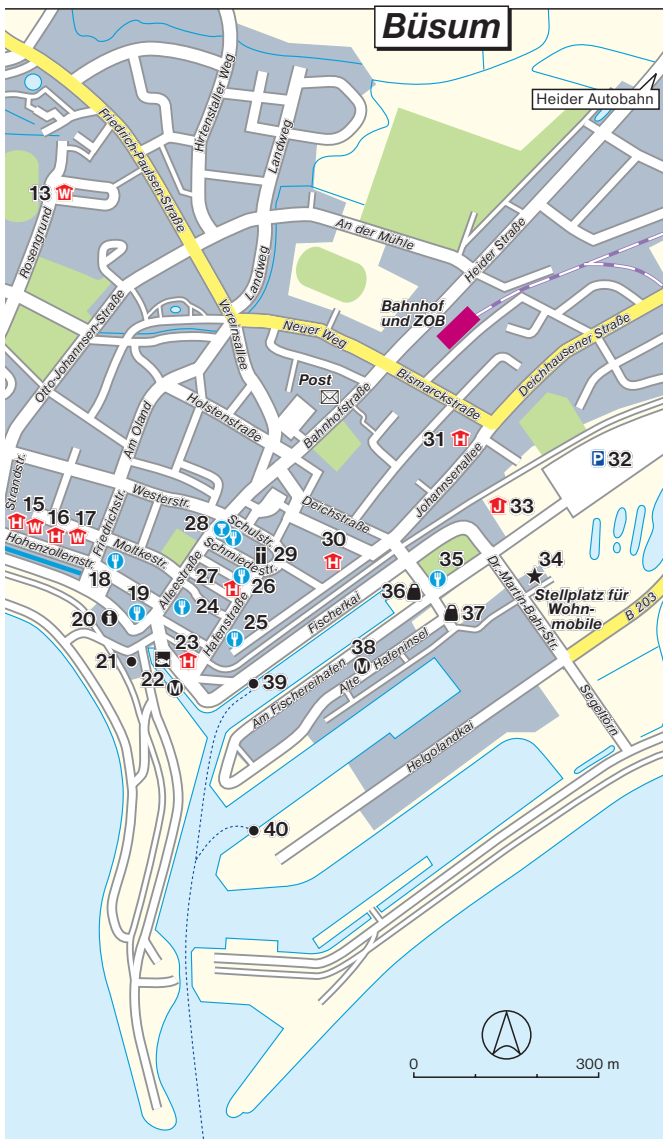 Büsum
Heider Autobahn
Hirtenstaller Weg
Landweg
Friedrich-Paulsen-Straße
13 W
Rosengrund
An der Mühle
Heider Straße
Landweg
Bahnhof
und ZOB
Otto-Johannsen-Straße
Vereinsallee
Neuer Weg
Deichhausener Straße
Bismarckstraße
Post
Am Oland
Holstenstraße
Bahnhofstraße
31 H
Johannsenallee
P 32
Strandstr.
Westerstr.
Deichstraße
J 33
15 16 17
H W H W
Hohenzollernstr.
Friedrichstr.
Moltkestr.
28
Schulstr.
Schmiedestr.
29
30
H
35
34
Stellplatz für
Wohn-
mobile
18
19
Alleestraße
27
H
26
Dr.-Martin-Bahr-Str.
B 203
20 i
24
Hafenstraße
25
Fischerkai
36
37
21
23
H
22
M
38
M
Am Fischereihafen
Alte Hafeninsel
39
Segeltörn
Helgolandkai
40
0 300 m